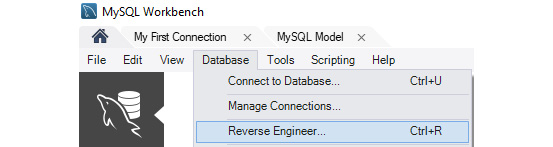 MySQL Workbench
My First Connection MySQL Model
File Edit View Database Tools Scripting Help
Connect to Database... Ctrl+U
Manage Connections...
Reverse Engineer... Ctrl+R